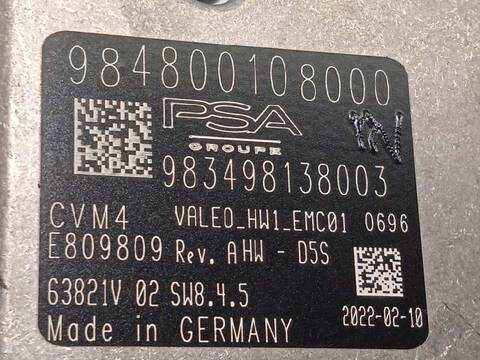 984800108000
PSA
GROUPE
983498138003
CVM4 VALEO_HW1_EMC01 0696
E809809 Rev. AHW - D5S
63821V 02 SW8.4.5
2022-02-10
Made in GERMANY